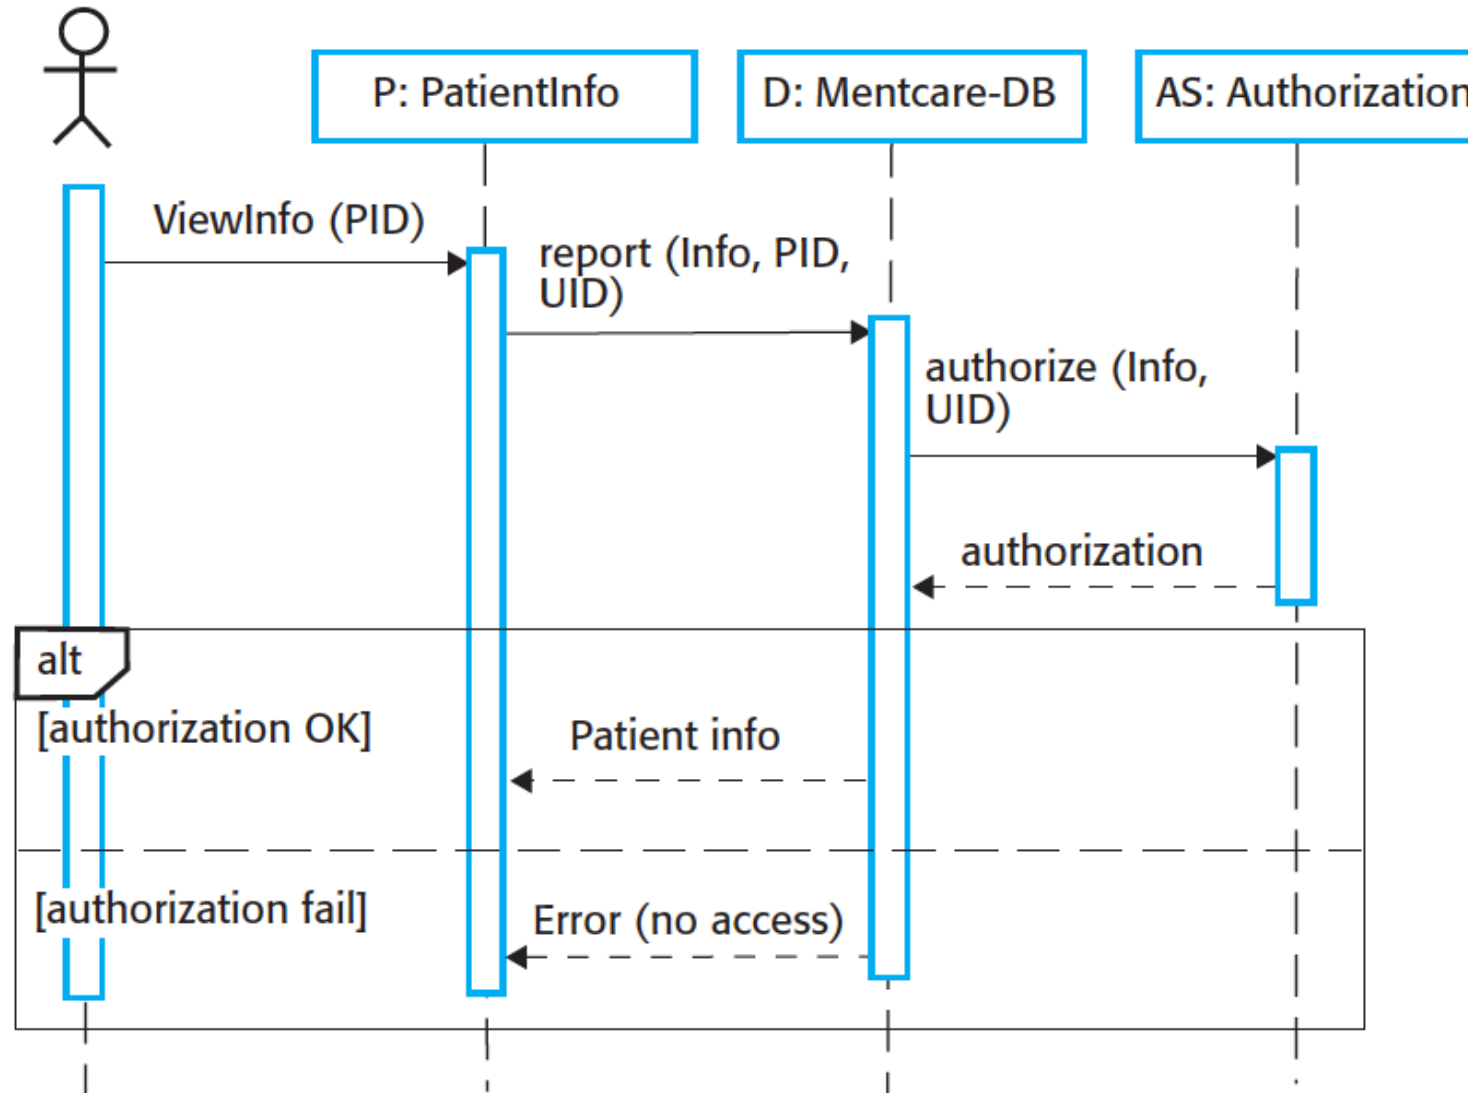 P: PatientInfo
D: Mentcare-DB
AS: Authorization
ViewInfo (PID)
report (Info, PID,
UID)
authorize (Info,
UID)
authorization
alt
[authorization OK]
Patient info
[authorization fail]
Error (no access)